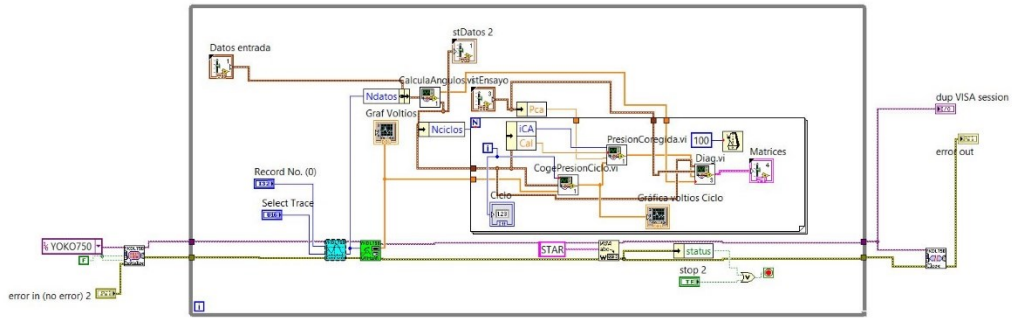 stDatos 2
Datos entrada
CalculaAngulos.vi
stEnsayo
Ndatos
Pca
Graf Voltios
Nciclos
N
iCA
Cal
PresionCoregida.vi
100
i
Matrices
Diag.vi
CogePresionCiclo.vi
Record No. (0)
Select Trace
Ciclo
Gráfica voltios Ciclo
dup VISA session
error out
YOKO750
STAR
status
stop 2
F
TF
error in (no error) 2
Close
i